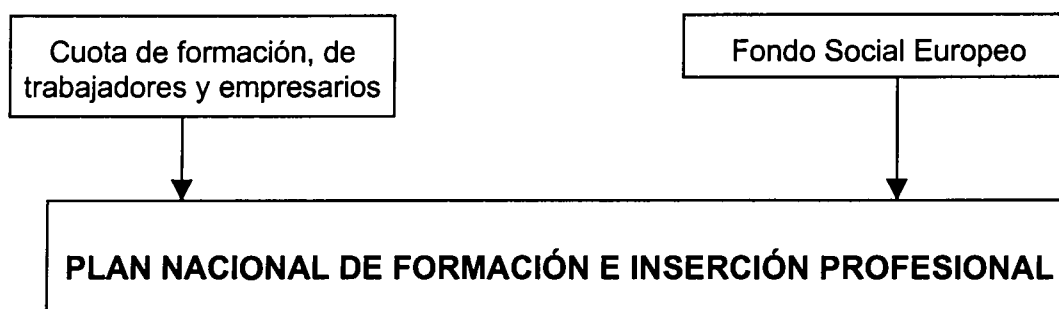 Cuota de formación, de
trabajadores y empresarios
Fondo Social Europeo
PLAN NACIONAL DE FORMACIÓN E INSERCIÓN PROFESIONAL